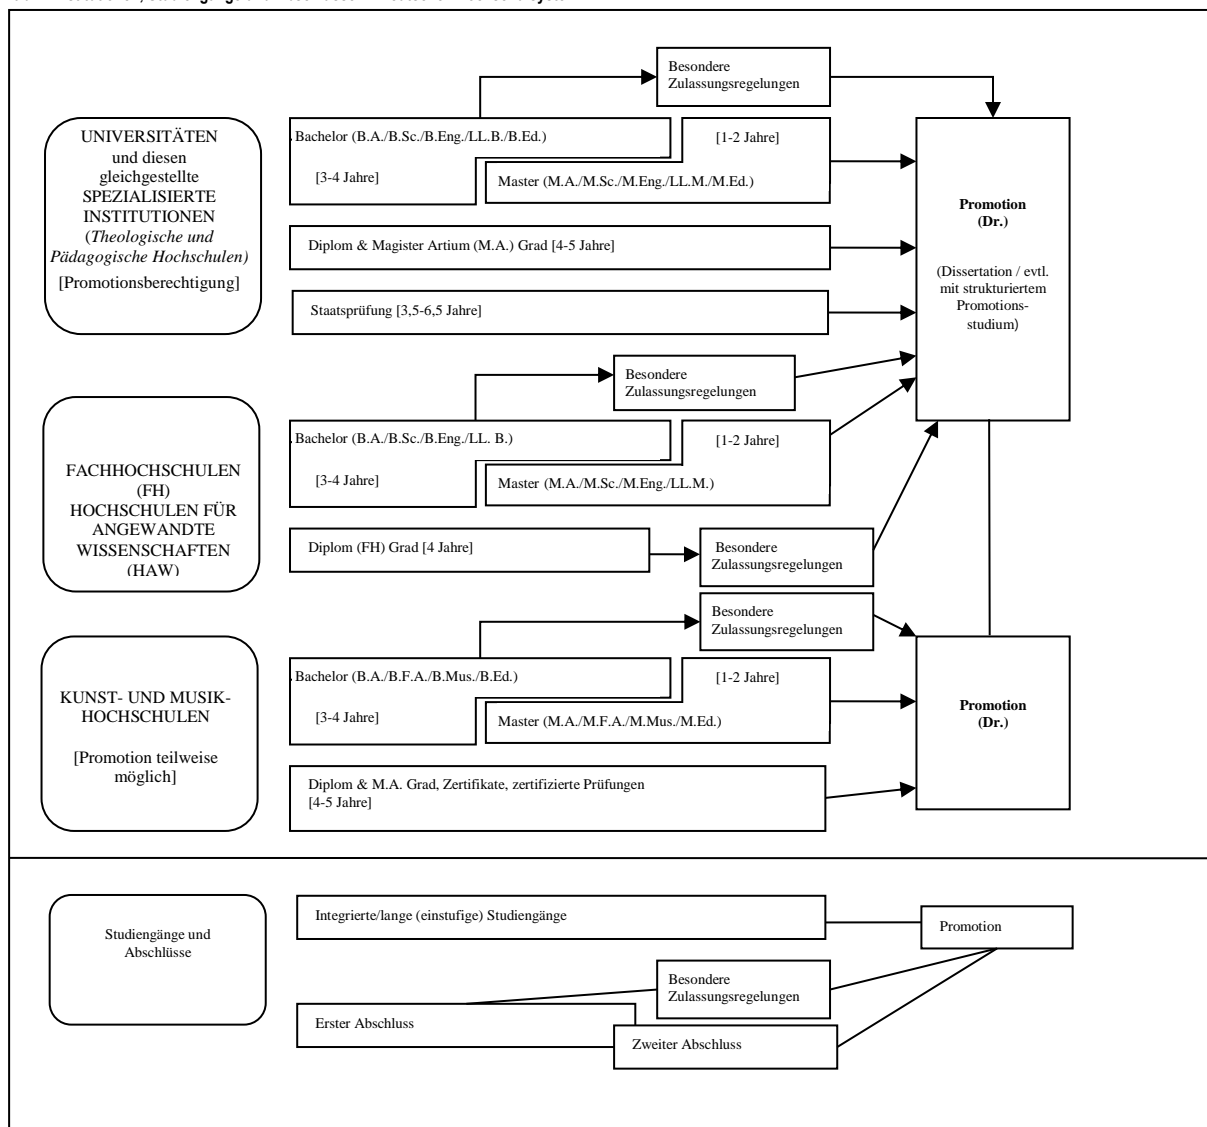 Besondere
Zulassungsregelungen
UNIVERSITÄTEN
und diesen
gleichgestellte
SPEZIALISIERTE
INSTITUTIONEN
(Theologische und
Pädagogische Hochschulen)
[Promotionsberechtigung]
Bachelor (B.A./B.Sc./B.Eng./LL.B./B.Ed.)
[1-2 Jahre]
[3-4 Jahre]
Master (M.A./M.Sc./M.Eng./LL.M./M.Ed.)
Diplom & Magister Artium (M.A.) Grad [4-5 Jahre]
Staatsprüfung [3,5-6,5 Jahre]
Promotion
(Dr.)
(Dissertation / evtl.
mit strukturiertem
Promotions-
studium)
Besondere
Zulassungsregelungen
FACHHOCHSCHULEN
(FH)
HOCHSCHULEN FÜR
ANGEWANDTE
WISSENSCHAFTEN
(HAW)
Bachelor (B.A./B.Sc./B.Eng./LL. B.)
[1-2 Jahre]
[3-4 Jahre]
Master (M.A./M.Sc./M.Eng./LL.M.)
Diplom (FH) Grad [4 Jahre]
Besondere
Zulassungsregelungen
Besondere
Zulassungsregelungen
KUNST- UND MUSIK-
HOCHSCHULEN
[Promotion teilweise
möglich]
Bachelor (B.A./B.F.A./B.Mus./B.Ed.)
[1-2 Jahre]
[3-4 Jahre]
Master (M.A./M.F.A./M.Mus./M.Ed.)
Diplom & M.A. Grad, Zertifikate, zertifizierte Prüfungen
[4-5 Jahre]
Promotion
(Dr.)
Studiengänge und
Abschlüsse
Integrierte/lange (einstufige) Studiengänge
Promotion
Besondere
Zulassungsregelungen
Erster Abschluss
Zweiter Abschluss